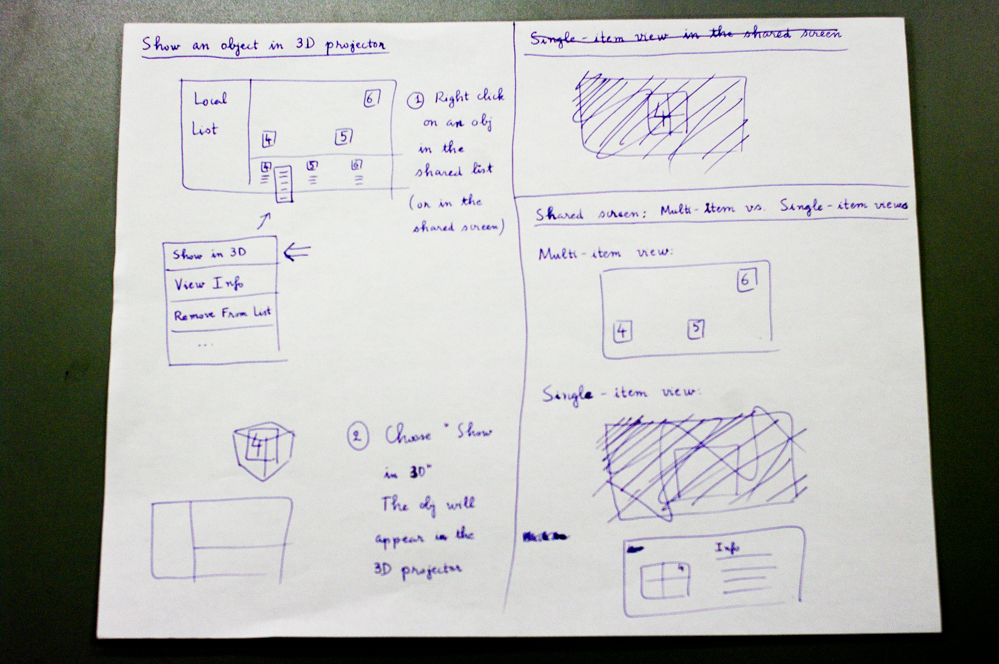 Show an object in 3D projector
Local
List
6
4
5
4
5
6
① Right click
on an obj
in the
shared list
(or in the
shared screen)
Show in 3D
View Info
Remove From List
...
4
② Choose "Show
in 3D"
The obj will
appear in the
3D projector
Single-item view in the shared screen
4
Shared screen: Multi-Item vs. Single-item views
Multi-item view:
6
4
5
Single-item view:
Info
4